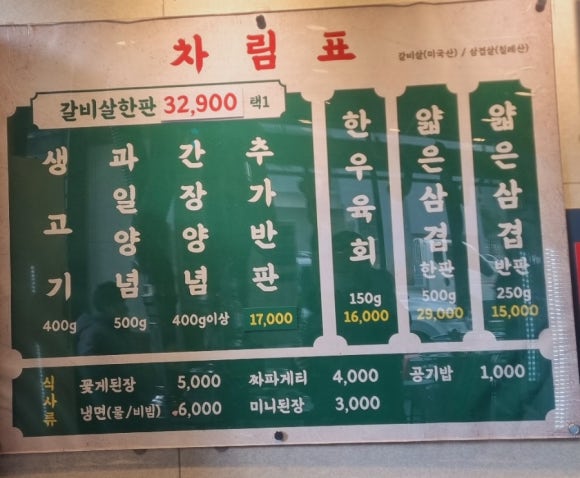 차림표
갈비살(미국산) / 삼겹살(칠레산)
갈비살한판 32,900 택1
생고기
400g
과일양념
500g
간장양념
400g이상
추가반판
17,000
한우육회
150g
16,000
얇은삼겹
한판
500g
29,000
얇은삼겹
반판
250g
15,000
식사류
꽃게된장 5,000
짜파게티 4,000
공기밥 1,000
냉면(물/비빔) 6,000
미니된장 3,000